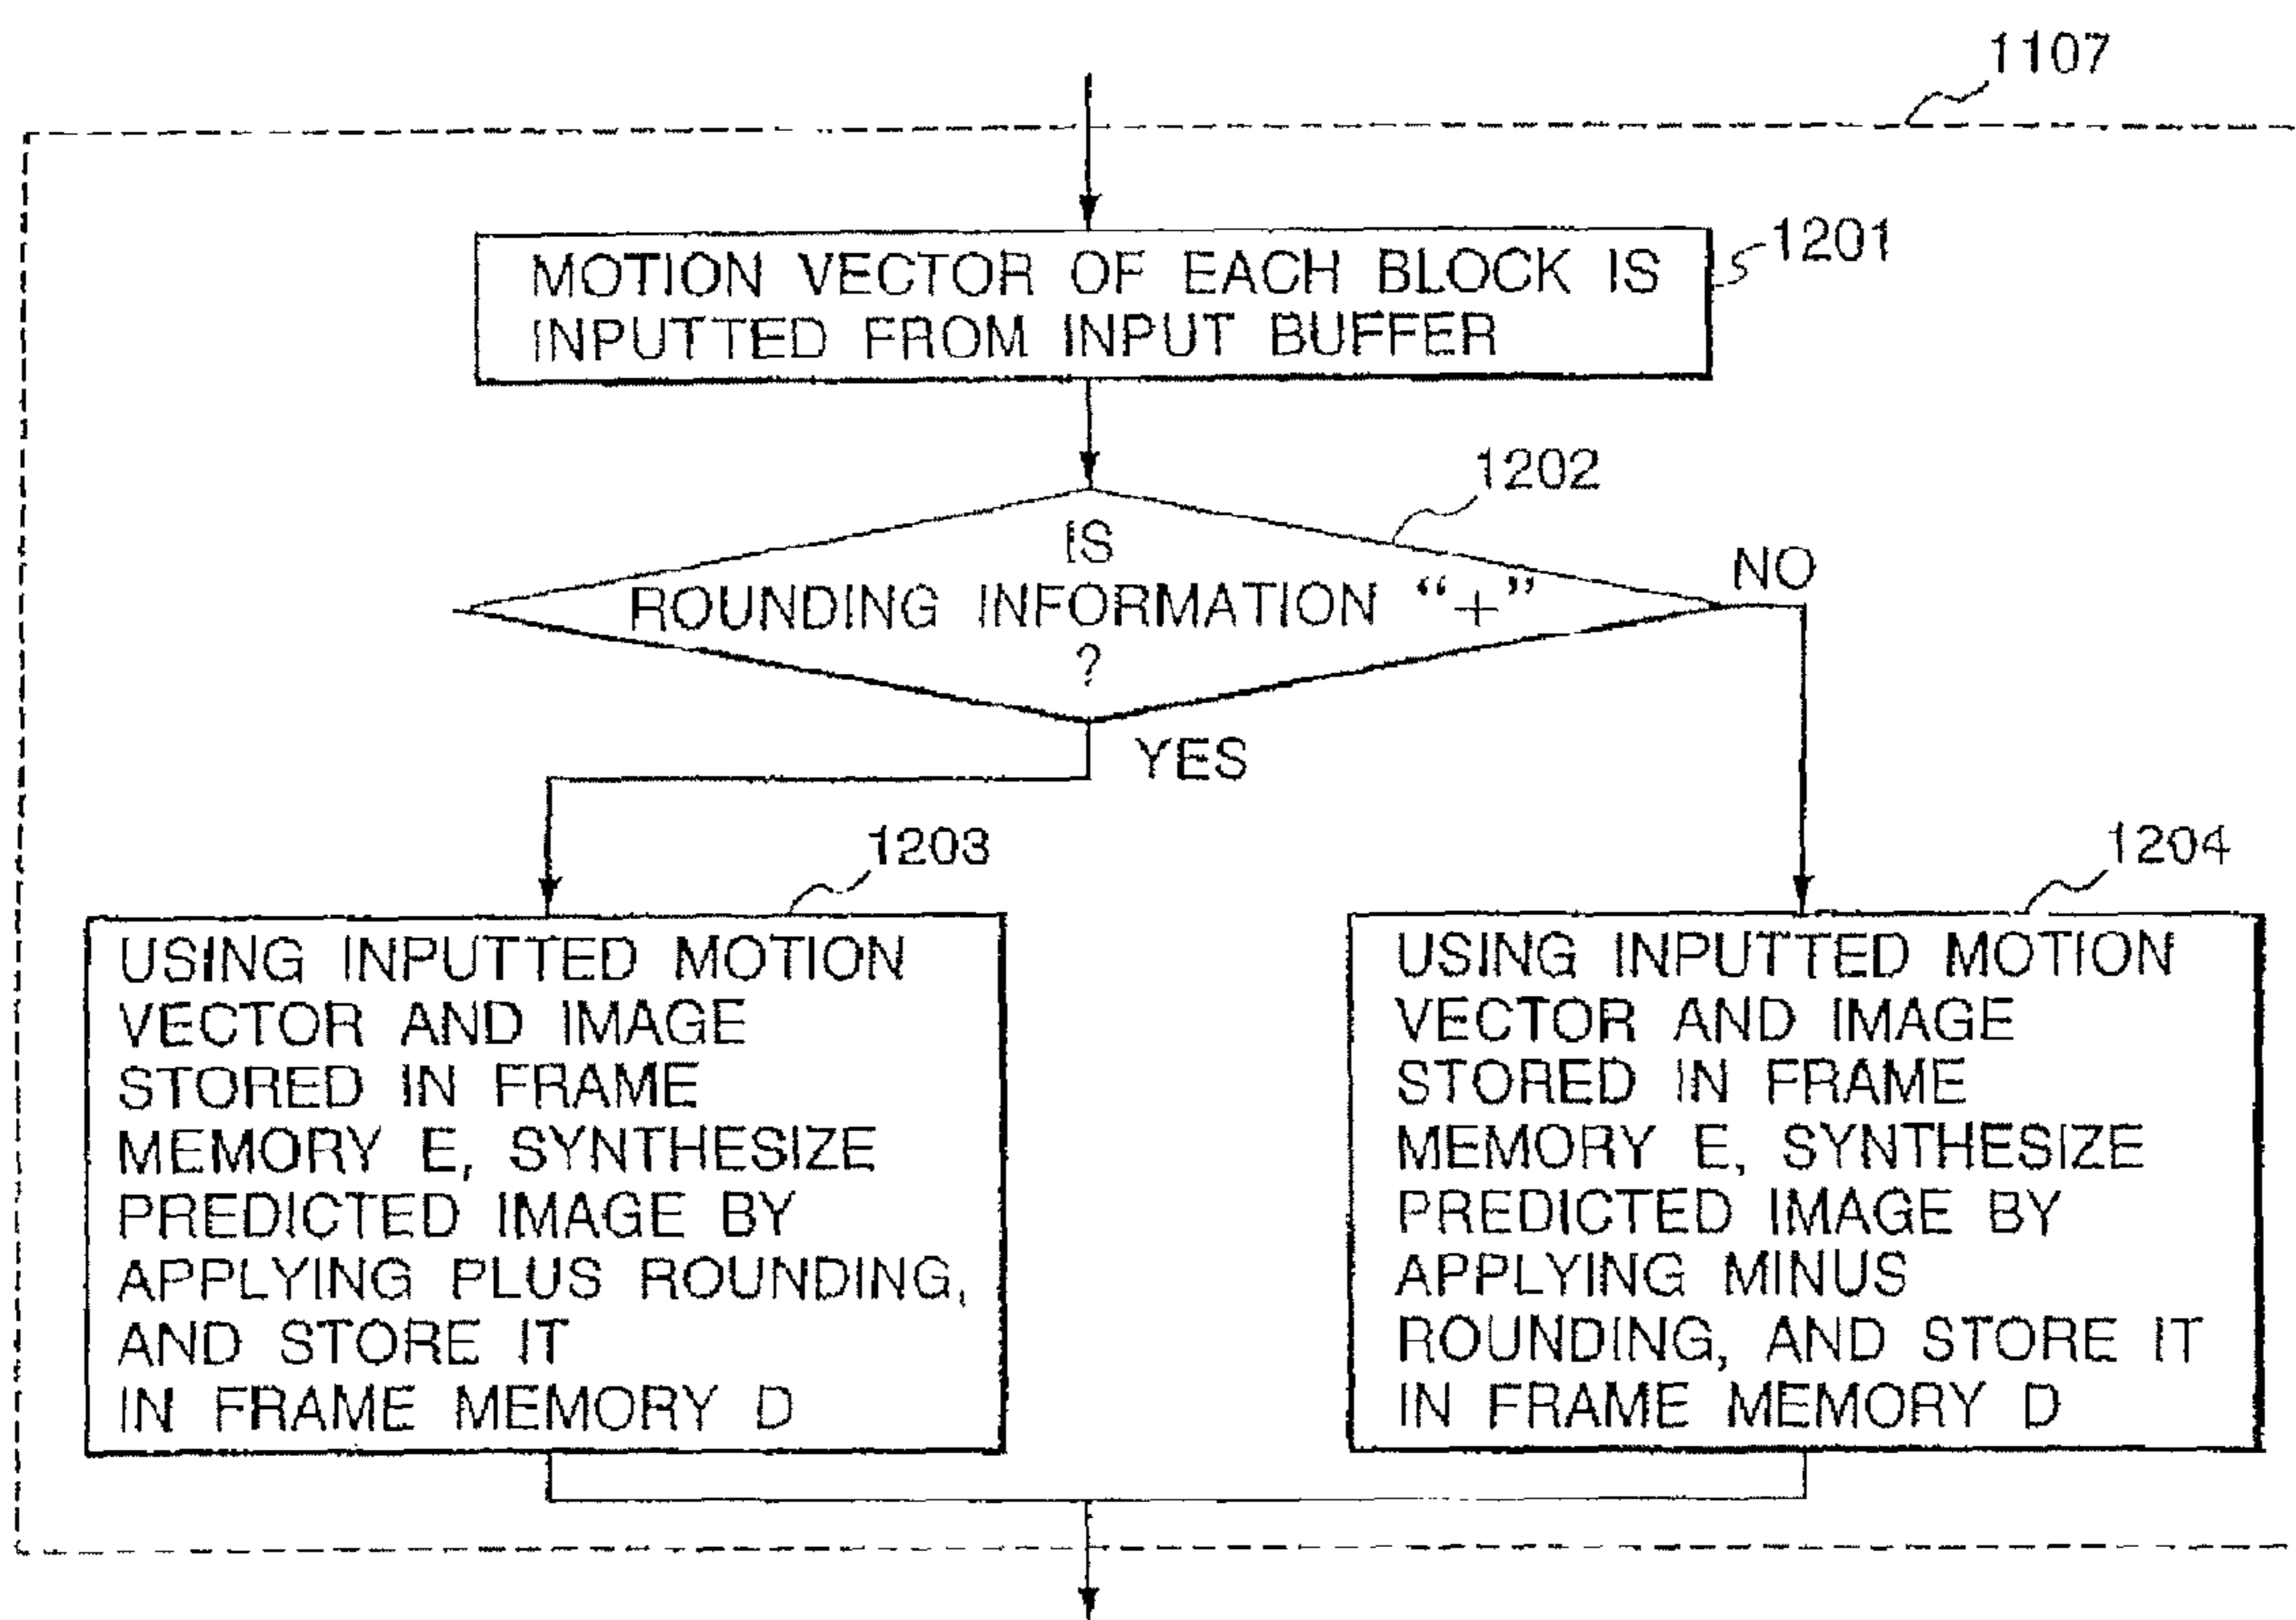 1107
MOTION VECTOR OF EACH BLOCK IS
INPUTTED FROM INPUT BUFFER
1201
1202
IS
ROUNDING INFORMATION “+”
?
NO
YES
1203
USING INPUTTED MOTION
VECTOR AND IMAGE
STORED IN FRAME
MEMORY E, SYNTHESIZE
PREDICTED IMAGE BY
APPLYING PLUS ROUNDING,
AND STORE IT
IN FRAME MEMORY D
1204
USING INPUTTED MOTION
VECTOR AND IMAGE
STORED IN FRAME
MEMORY E, SYNTHESIZE
PREDICTED IMAGE BY
APPLYING MINUS
ROUNDING, AND STORE IT
IN FRAME MEMORY D